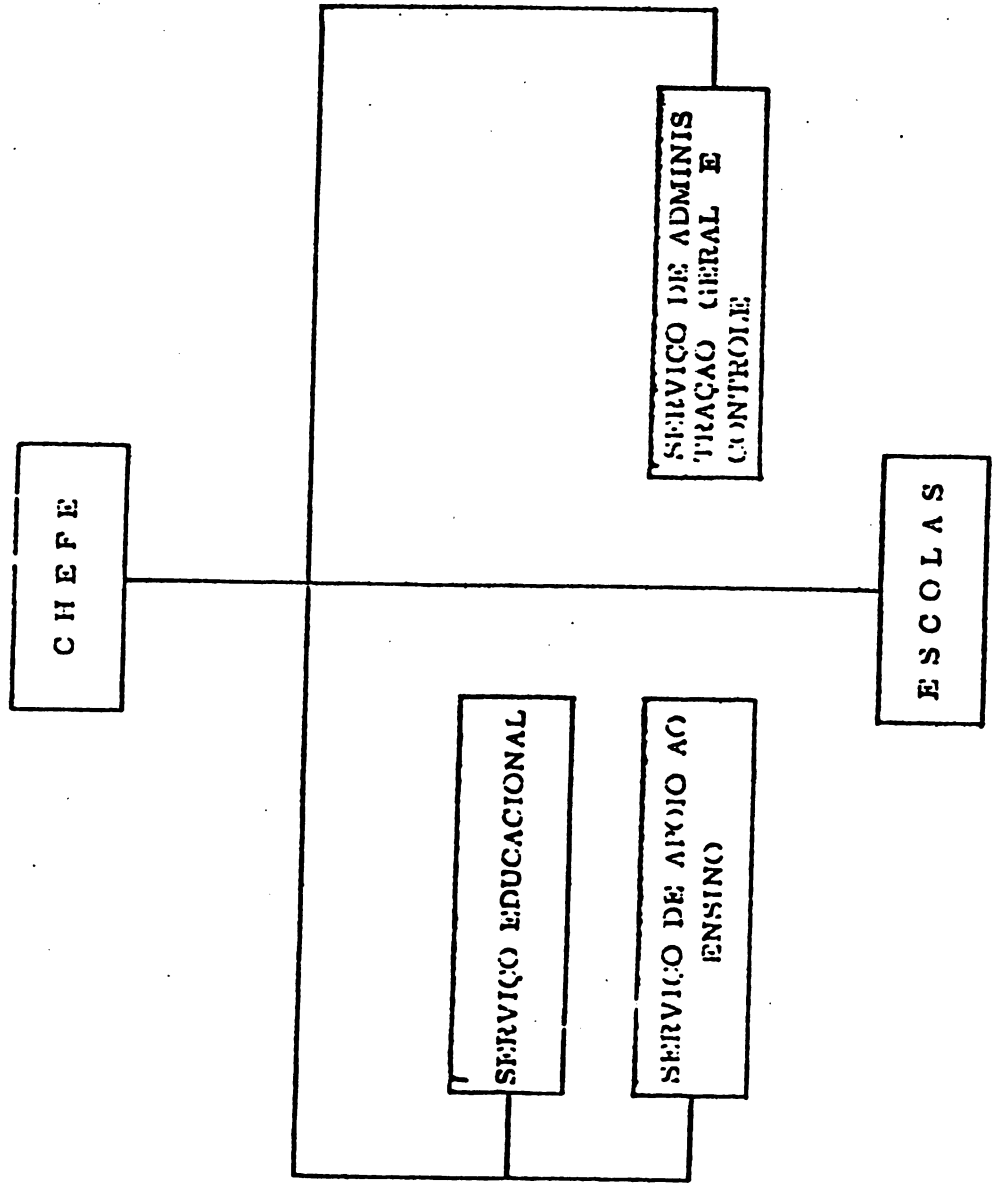 CHEFE
SERVIÇO EDUCACIONAL
SERVIÇO DE APOIO AO
ENSINO
SERVIÇO DE ADMINIS
TRAÇÃO GERAL E
CONTROLE
ESCOLAS